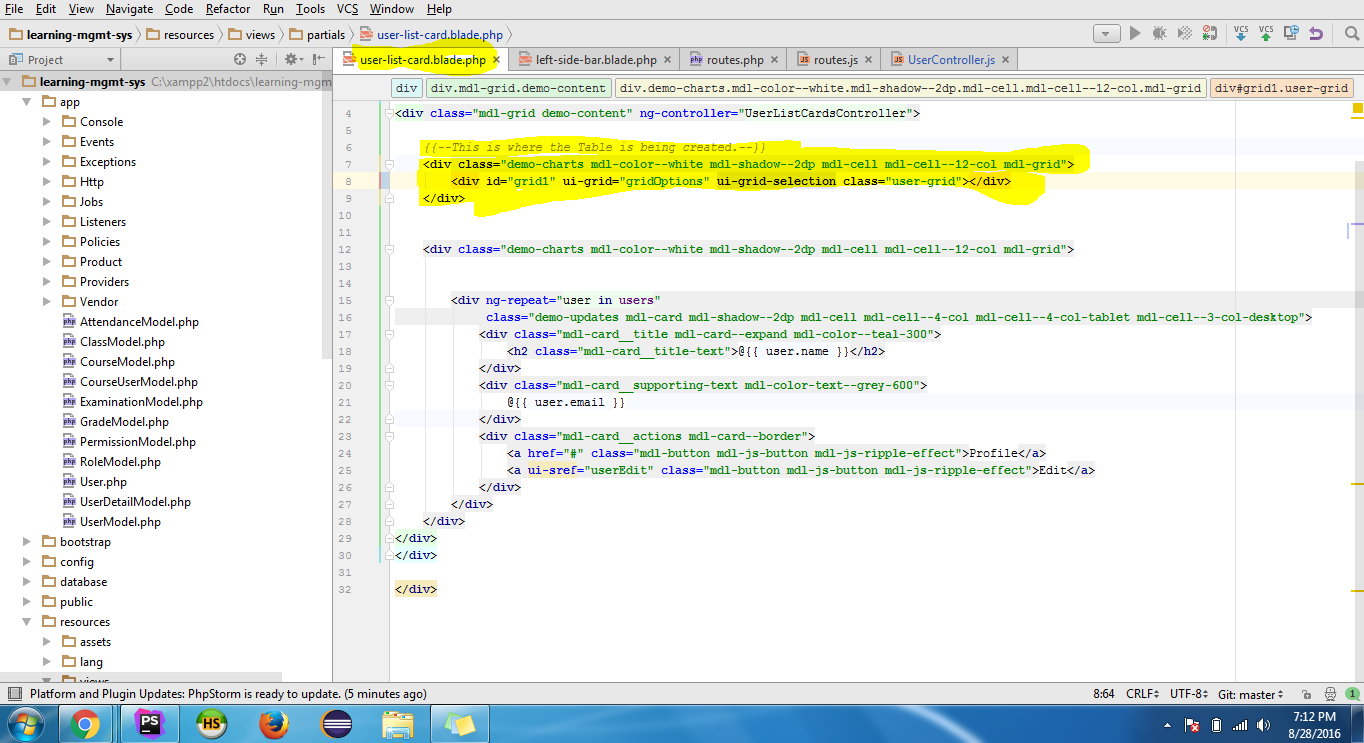 File Edit View Navigate Code Refactor Run Tools VCS Window Help
learning-mgmt-sys resources views partials user-list-card.blade.php
VCS VCS
Project
user-list-card.blade.php left-side-bar.blade.php routes.php routes.js UserController.js
learning-mgmt-sys C:\xampp2\htdocs\learning-mgm
div div.mdl-grid.demo-content div.demo-charts.mdl-color--white.mdl-shadow--2dp.mdl-cell.mdl-cell--12-col.mdl-grid div#grid1.user-grid
app
Console
Events
Exceptions
Http
Jobs
Listeners
Policies
Product
Providers
Vendor
AttendanceModel.php
ClassModel.php
CourseModel.php
CourseUserModel.php
ExaminationModel.php
GradeModel.php
PermissionModel.php
RoleModel.php
User.php
UserDetailModel.php
UserModel.php
bootstrap
config
database
public
resources
assets
lang
views
4 <div class="mdl-grid demo-content" ng-controller="UserListCardsController">
5
6 {{--This is where the Table is being created.--}}
7 <div class="demo-charts mdl-color--white mdl-shadow--2dp mdl-cell mdl-cell--12-col mdl-grid">
8 <div id="grid1" ui-grid="gridOptions" ui-grid-selection class="user-grid"></div>
9 </div>
10
11
12 <div class="demo-charts mdl-color--white mdl-shadow--2dp mdl-cell mdl-cell--12-col mdl-grid">
13
14
15 <div ng-repeat="user in users"
16 class="demo-updates mdl-card mdl-shadow--2dp mdl-cell mdl-cell--4-col mdl-cell--4-col-tablet mdl-cell--3-col-desktop">
17 <div class="mdl-card__title mdl-card--expand mdl-color--teal-300">
18 <h2 class="mdl-card__title-text">@{{ user.name }}</h2>
19 </div>
20 <div class="mdl-card__supporting-text mdl-color-text--grey-600">
21 @{{ user.email }}
22 </div>
23 <div class="mdl-card__actions mdl-card--border">
24 <a href="#" class="mdl-button mdl-js-button mdl-js-ripple-effect">Profile</a>
25 <a ui-sref="userEdit" class="mdl-button mdl-js-button mdl-js-ripple-effect">Edit</a>
26 </div>
27 </div>
28 </div>
29 </div>
30 </div>
31
32 </div>
Platform and Plugin Updates: PhpStorm is ready to update. (5 minutes ago) 8:64 CRLF UTF-8 Git: master 1
PS HS
7:12 PM
8/28/2016